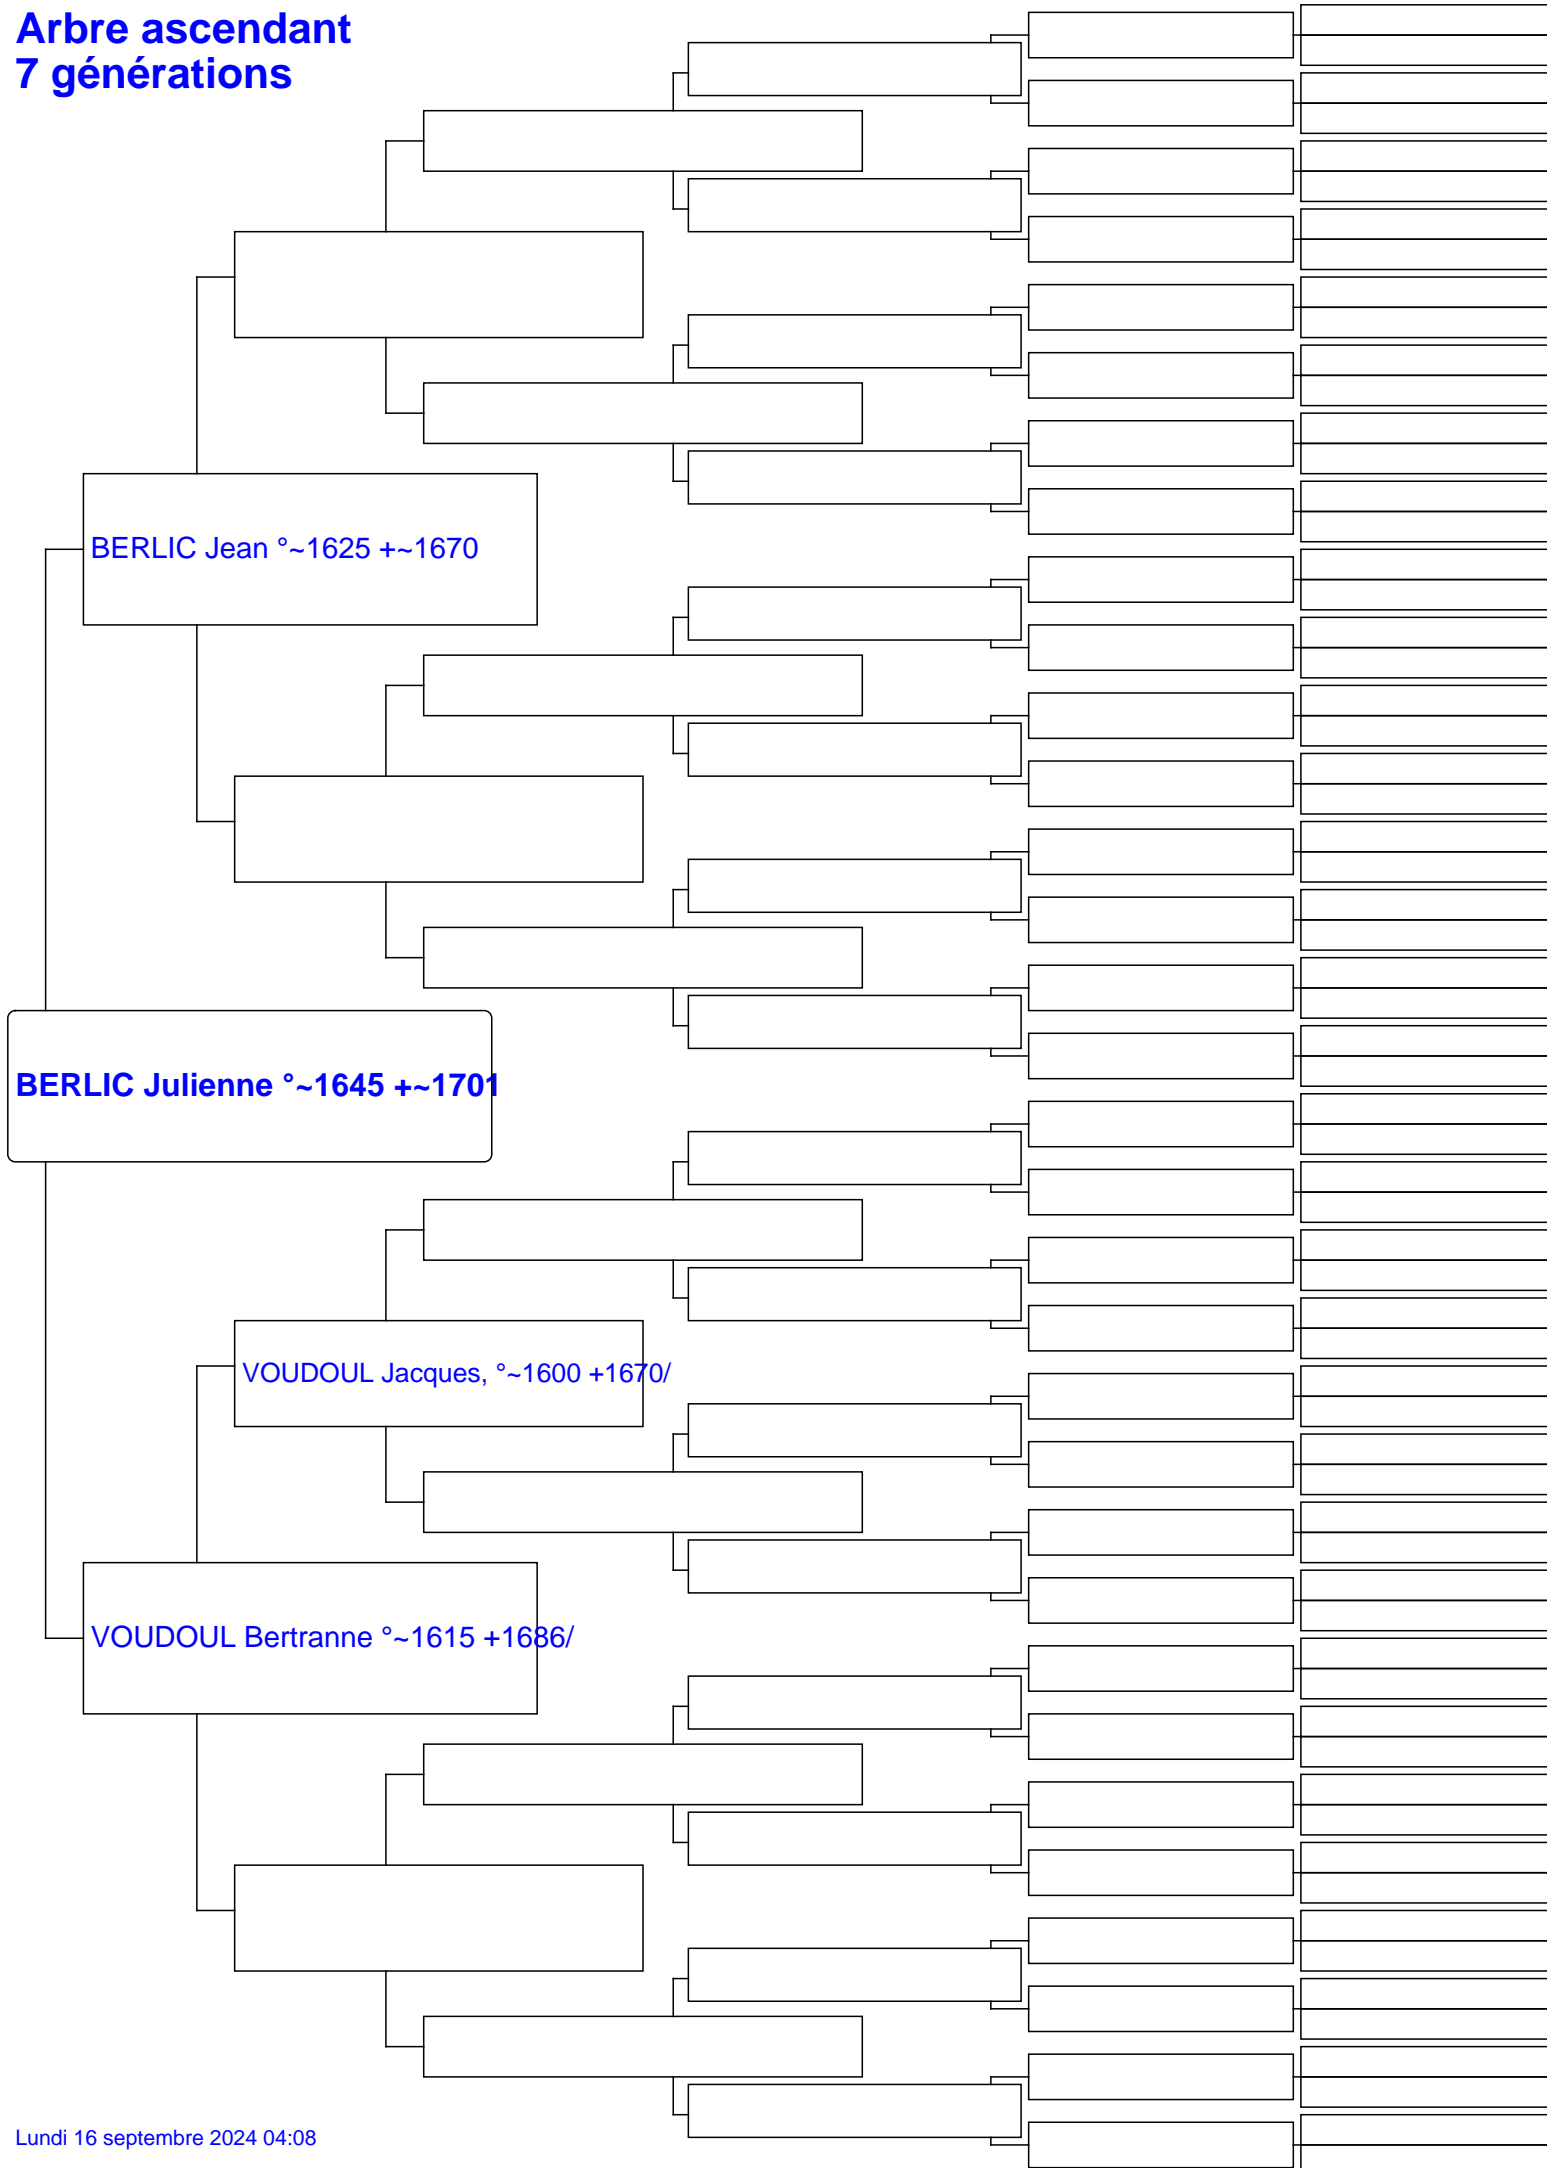 Arbre ascendant
7 générations
BERLIC Jean °~1625 +~1670
BERLIC Julienne °~1645 +~1701
VOUDOUL Jacques, °~1600 +1670/
VOUDOUL Bertranne °~1615 +1686/
Lundi 16 septembre 2024 04:08